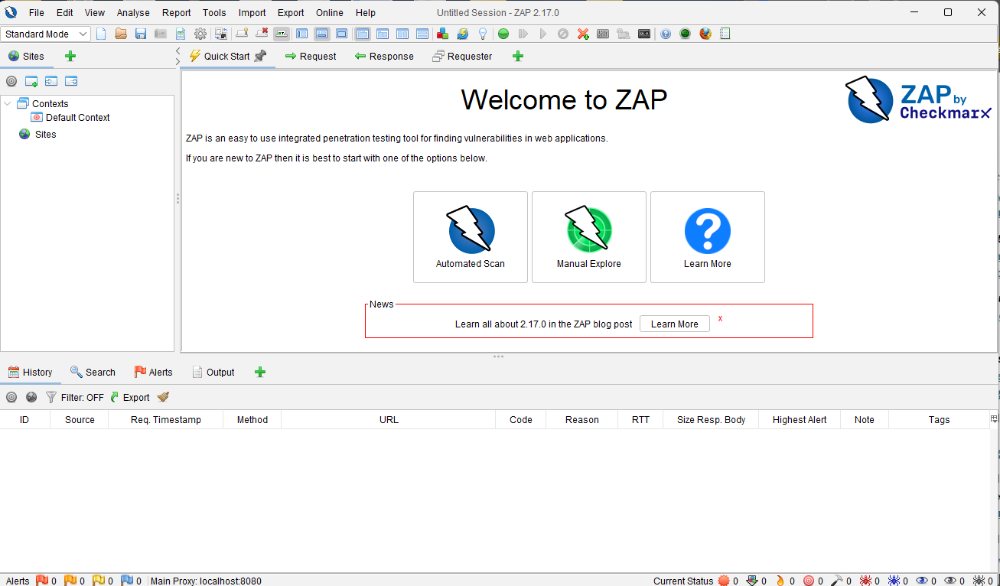 File Edit View Analyse Report Tools Import Export Online Help Untitled Session - ZAP 2.17.0
Standard Mode
Sites
Quick Start Request Response Requester
Contexts
Default Context
Sites
Welcome to ZAP
ZAP by
Checkmarx
ZAP is an easy to use integrated penetration testing tool for finding vulnerabilities in web applications.
If you are new to ZAP then it is best to start with one of the options below.
Automated Scan Manual Explore Learn More
News
Learn all about 2.17.0 in the ZAP blog post Learn More x
History Search Alerts Output
Filter: OFF Export
ID Source Req. Timestamp Method URL Code Reason RTT Size Resp. Body Highest Alert Note Tags
Alerts 0 0 0 0 Main Proxy: localhost:8080 Current Status 0 0 0 0 0 0 0 0 0 0